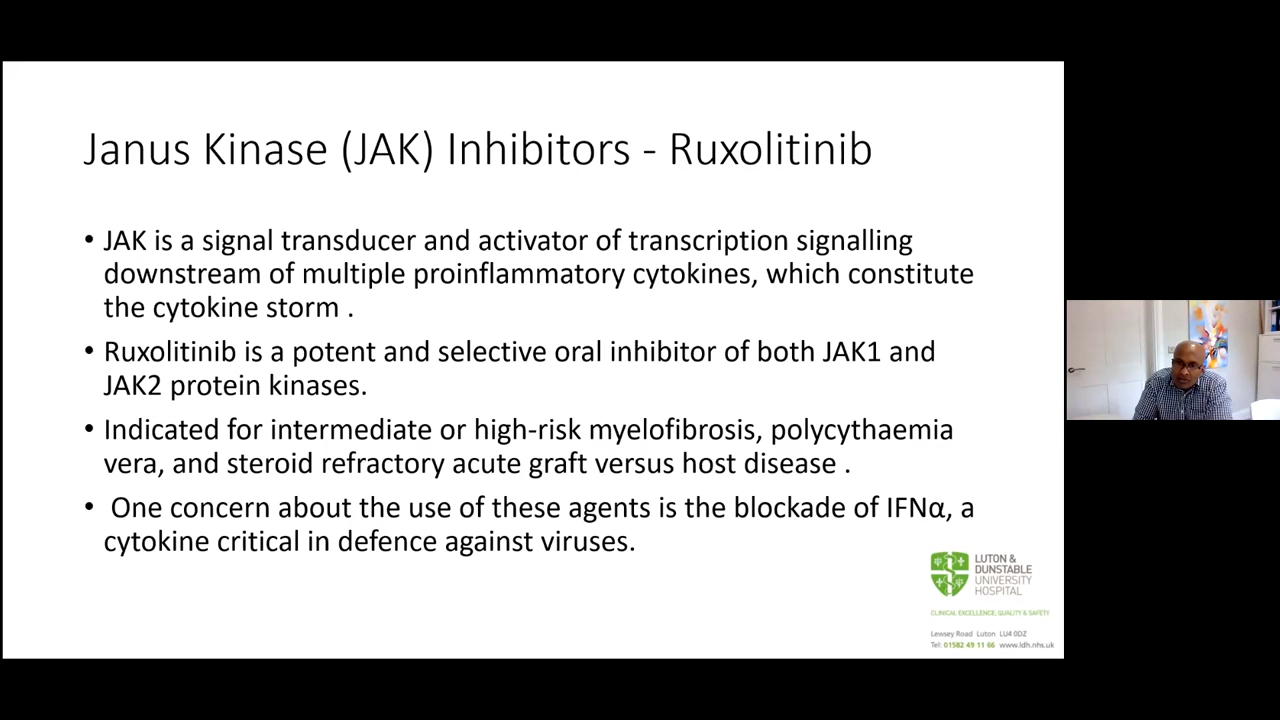 Janus Kinase (JAK) Inhibitors - Ruxolitinib
• JAK is a signal transducer and activator of transcription signalling
downstream of multiple proinflammatory cytokines, which constitute
the cytokine storm .
• Ruxolitinib is a potent and selective oral inhibitor of both JAK1 and
JAK2 protein kinases.
• Indicated for intermediate or high-risk myelofibrosis, polycythaemia
vera, and steroid refractory acute graft versus host disease .
• One concern about the use of these agents is the blockade of IFNα, a
cytokine critical in defence against viruses.
LUTON &
DUNSTABLE
UNIVERSITY
HOSPITAL
CLINICAL EXCELLENCE, QUALITY & SAFETY
Lewsey Road Luton LU4 0DZ
Tel: 01582 49 11 66 www.ldh.nhs.uk